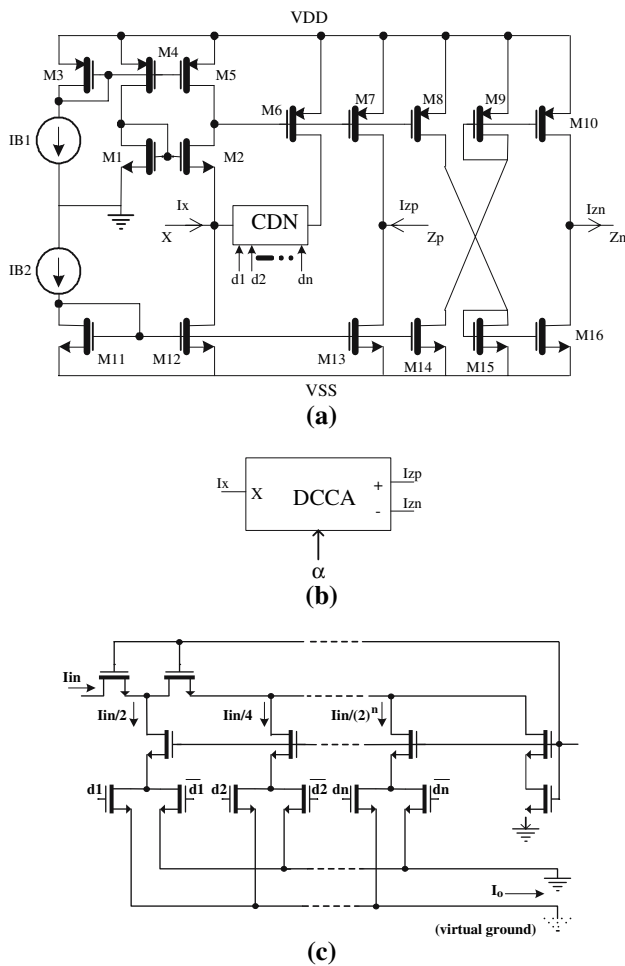 VDD
M3
M4
M5
M6
M7
M8
M9
M10
IB1
M1
M2
Ix
X
CDN
d1 d2 dn
Izp
Zp
Izn
Zn
IB2
M11
M12
M13
M14
M15
M16
VSS
(a)
Ix
X
DCCA
+
-
Izp
Izn
α
(b)
Iin
Iin/2
Iin/4
Iin/(2)ⁿ
d1
d1̅
d2
d2̅
dn
dn̅
Iₒ
(virtual ground)
(c)